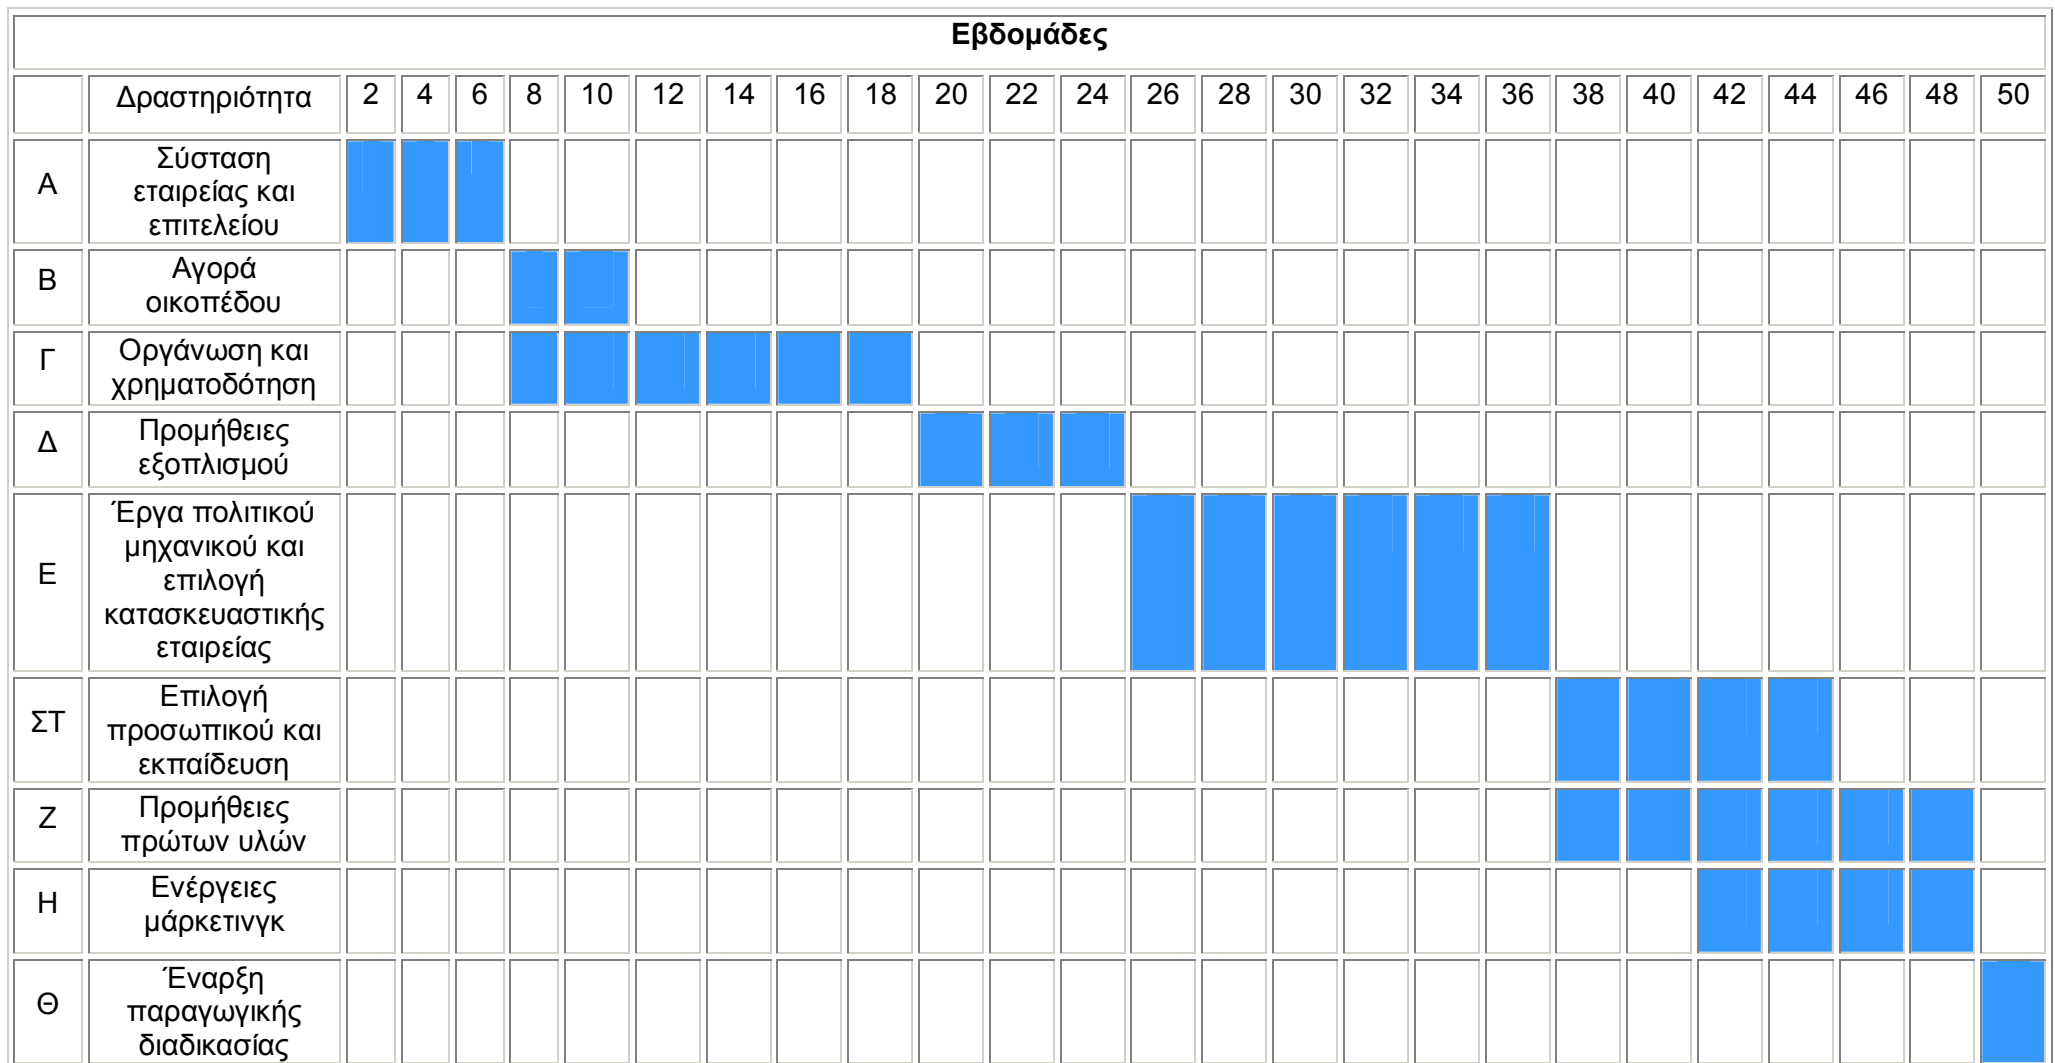 Εβδομάδες
Δραστηριότητα 2 4 6 8 10 12 14 16 18 20 22 24 26 28 30 32 34 36 38 40 42 44 46 48 50
Α
Σύσταση
εταιρείας και
επιτελείου
Β
Αγορά
οικοπέδου
Γ
Οργάνωση και
χρηματοδότηση
Δ
Προμήθειες
εξοπλισμού
Ε
Έργα πολιτικού
μηχανικού και
επιλογή
κατασκευαστικής
εταιρείας
ΣΤ
Επιλογή
προσωπικού και
εκπαίδευση
Ζ
Προμήθειες
πρώτων υλών
Η
Ενέργειες
μάρκετινγκ
Θ
Έναρξη
παραγωγικής
διαδικασίας